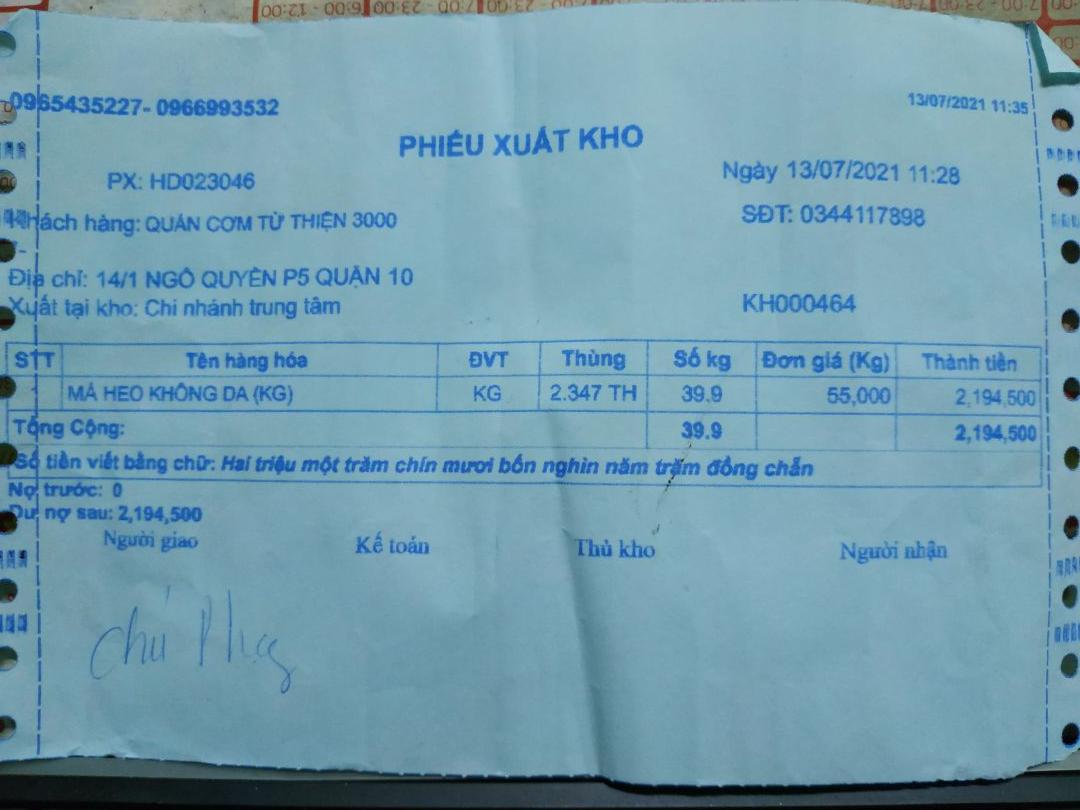 0965435227- 0966993532
13/07/2021 11:35
PHIẾU XUẤT KHO
PX: HD023046
Ngày 13/07/2021 11:28
Khách hàng: QUÁN CƠM TỪ THIỆN 3000
SĐT: 0344117898
Địa chỉ: 14/1 NGÔ QUYỀN P5 QUẬN 10
Xuất tại kho: Chi nhánh trung tâm
KH000464
STT Tên hàng hóa ĐVT Thùng Số kg Đơn giá (Kg) Thành tiền
1 MÁ HEO KHÔNG DA (KG) KG 2.347 TH 39.9 55,000 2,194,500
Tổng Cộng: 39.9 2,194,500
Số tiền viết bằng chữ: Hai triệu một trăm chín mươi bốn nghìn năm trăm đồng chẵn
Nợ trước: 0
Dư nợ sau: 2,194,500
Người giao Kế toán Thủ kho Người nhận
chú